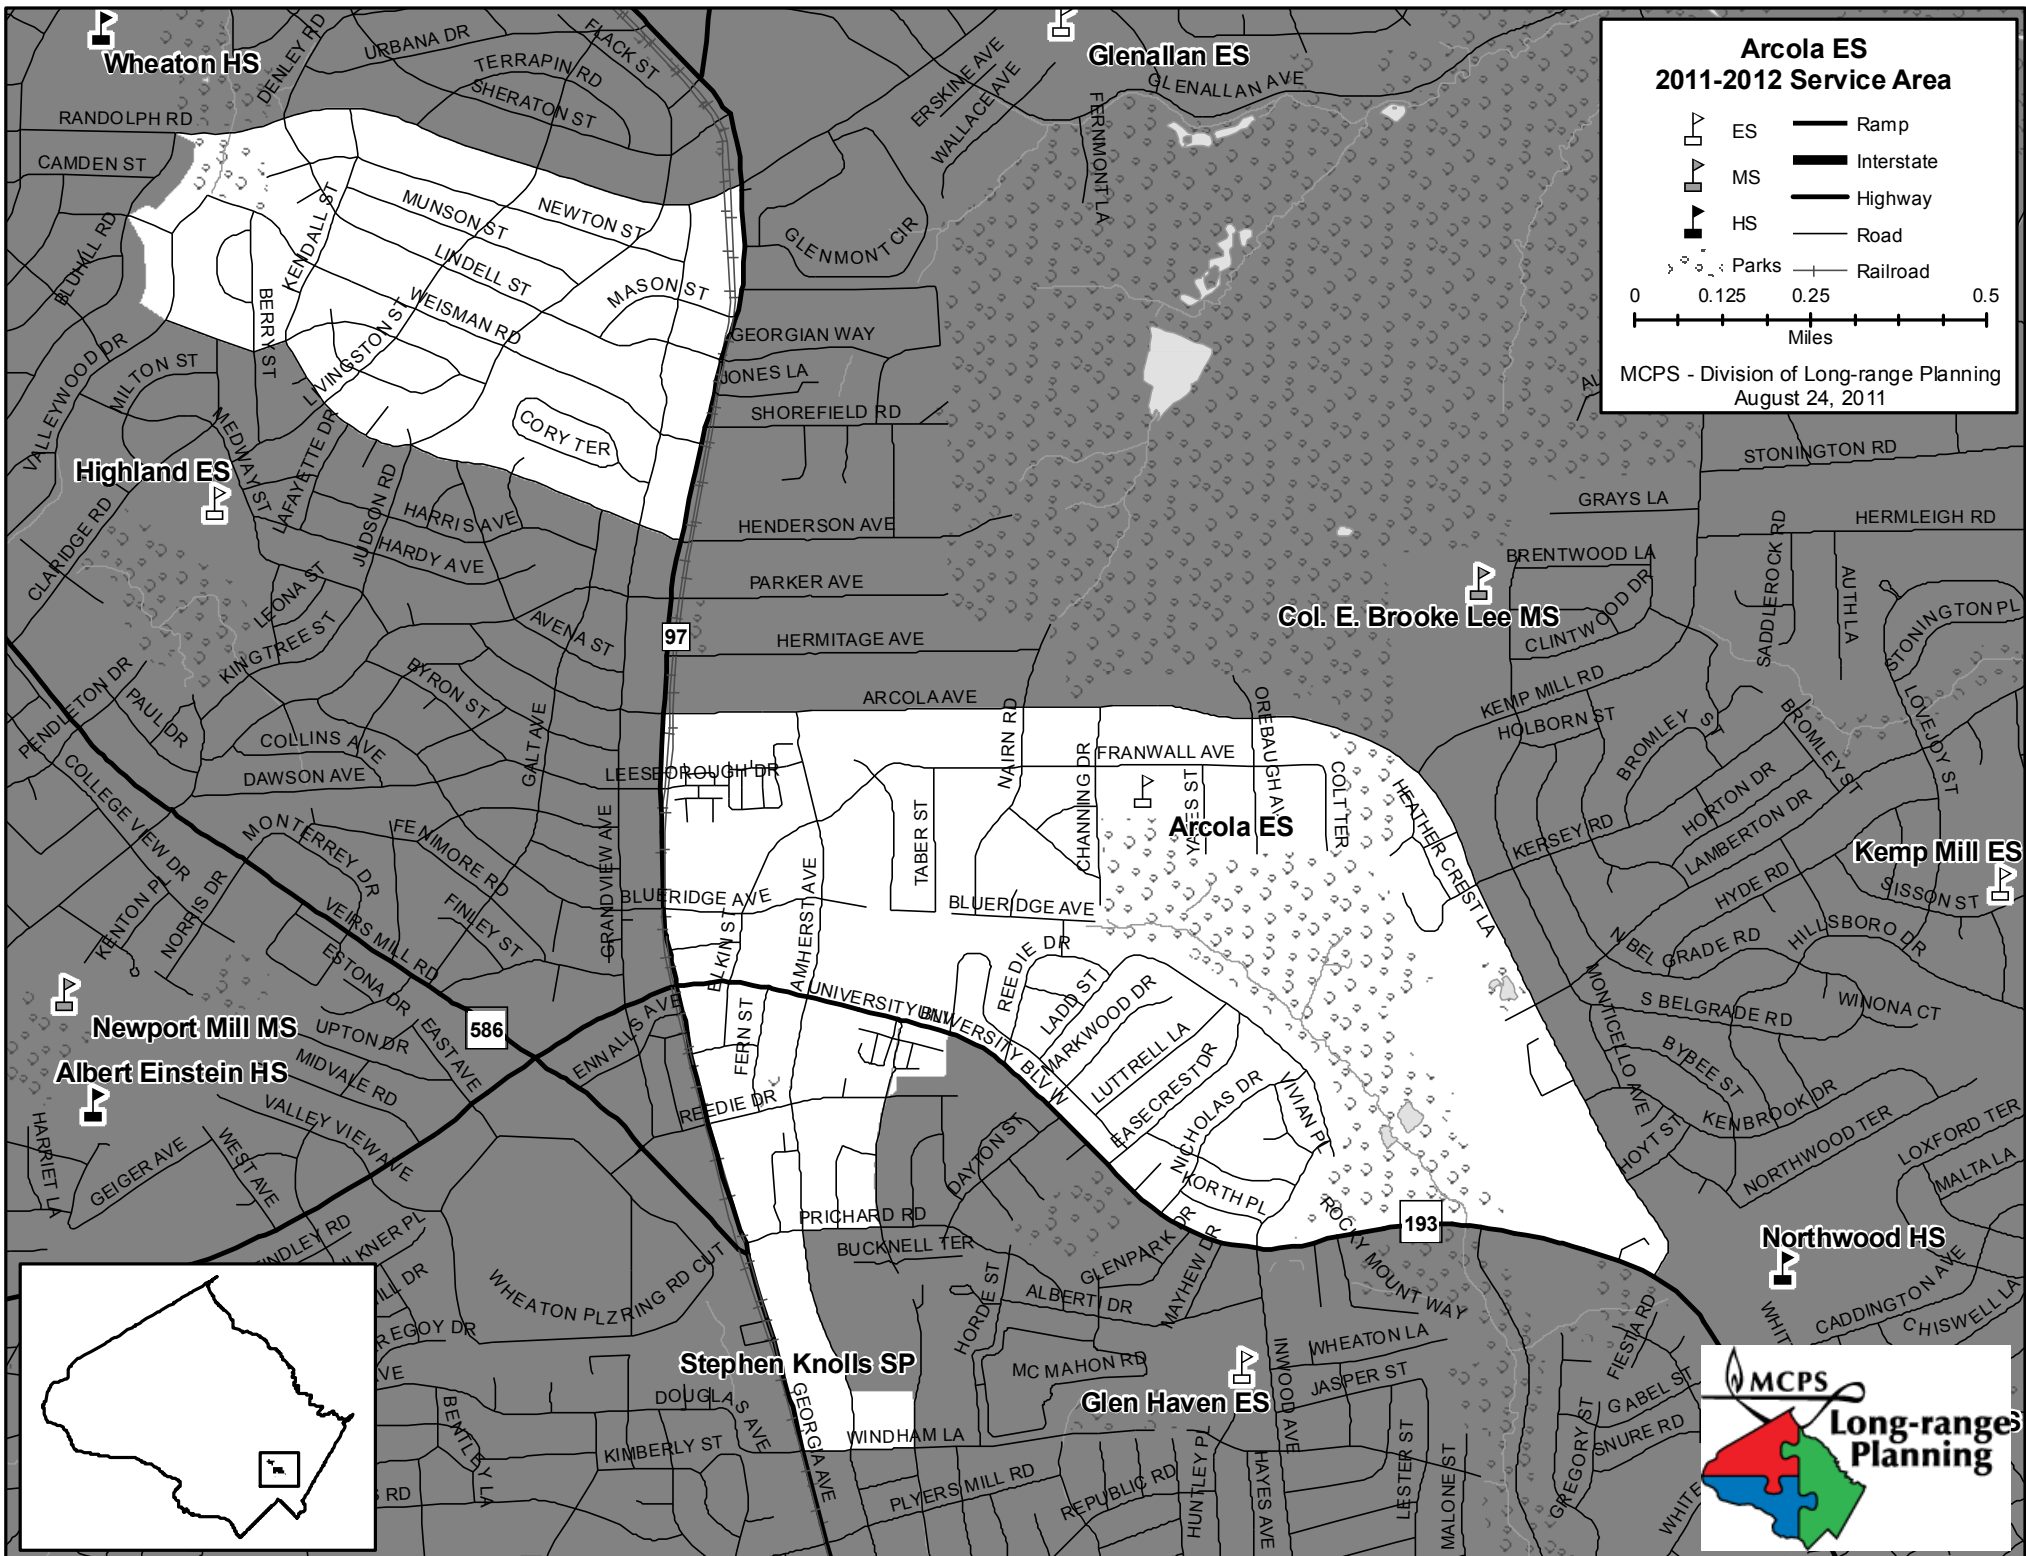 Arcola ES
2011-2012 Service Area
ES
MS
HS
Parks
Ramp
Interstate
Highway
Road
Railroad
0 0.125 0.25 0.5
Miles
MCPS - Division of Long-range Planning
August 24, 2011
Wheaton HS
Glenallan ES
Highland ES
Col. E. Brooke Lee MS
Arcola ES
Kemp Mill ES
Newport Mill MS
Albert Einstein HS
Northwood HS
Stephen Knolls SP
Glen Haven ES
97
586
193
DENLEY RD
URBANA DR
FLACK ST
TERRAPIN RD
SHERATON ST
RANDOLPH RD
CAMDEN ST
ERSKINE AVE
WALLACE AVE
GLENALLAN AVE
FERNMONT LA
BLUHILL RD
KENDALL ST
MUNSON ST
NEWTON ST
LINDELL ST
MASON ST
WEISMAN RD
BERRY ST
LIVINGSTON ST
CORY TER
GLENMONT CIR
GEORGIAN WAY
JONES LA
SHOREFIELD RD
HENDERSON AVE
PARKER AVE
HERMITAGE AVE
ARCOLA AVE
VALLEYWOOD DR
MILTON ST
MEDWAY ST
LAFAYETTE DR
JUDSON RD
HARRIS AVE
HARDY AVE
CLARIDGE RD
LEONA ST
KINGTREE ST
AVENA ST
BYRON ST
PENDLETON DR
PAUL DR
COLLINS AVE
DAWSON AVE
GALT AVE
COLLEGE VIEW DR
MONTERREY DR
FENIMORE RD
FINLEY ST
VEIRS MILL RD
ESTONA DR
KENTON PL
NORRIS DR
GRANDVIEW AVE
LEESBOROUGH DR
BLUERIDGE AVE
ELKIN ST
AMHERST AVE
TABER ST
NAIRN RD
CHANNING DR
FRANWALL AVE
YATES ST
OREBAUGH AVE
COLT TER
HEATHER CREST LA
BLUERIDGE AVE
REEDIE DR
LADD ST
MARKWOOD DR
LUTTRELL LA
EASECREST DR
NICHOLAS DR
VIVIAN PL
KORTH PL
UNIVERSITY BLV W
UNIVERSITY BLV W
FERN ST
REEDIE DR
ENNALLS AVE
EAST AVE
UPTON DR
MIDVALE RD
VALLEY VIEW AVE
WEST AVE
GEIGER AVE
HARRIET LA
PRICHARD RD
BUCKNELL TER
DAYTON ST
GLENPARK DR
MAYHEW DR
ALBERTI DR
HORDE ST
MC MAHON RD
ROCKY MOUNT WAY
WHEATON LA
JASPER ST
INWOOD AVE
WHEATON PLZ RING RD CUT
DOUGLAS AVE
KIMBERLY ST
BENTLEY LA
GEORGIA AVE
WINDHAM LA
PLYERS MILL RD
REPUBLIC RD
HUNTLEY PL
HAYES AVE
LESTER ST
MALONE ST
GREGORY ST
FIESTA RD
GABEL ST
SNURE RD
STONINGTON RD
GRAYS LA
HERMLEIGH RD
BRENTWOOD LA
CLINTWOOD DR
SADDLEROCK RD
AUTH LA
STONINGTON PL
KEMP MILL RD
HOLBORN ST
BROMLEY ST
BROMLEY ST
LOVEJOY ST
HORTON DR
LAMBERTON DR
KERSEY RD
HYDE RD
SISSON ST
N BEL GRADE RD
HILLSBORO DR
S BELGRADE RD
WINONA CT
MONTICELLO AVE
BYBEE ST
KENBROOK DR
HOYT ST
NORTHWOOD TER
LOXFORD TER
MALTA LA
CADDINGTON AVE
CHISWELL LA
MCPS
Long-range
Planning